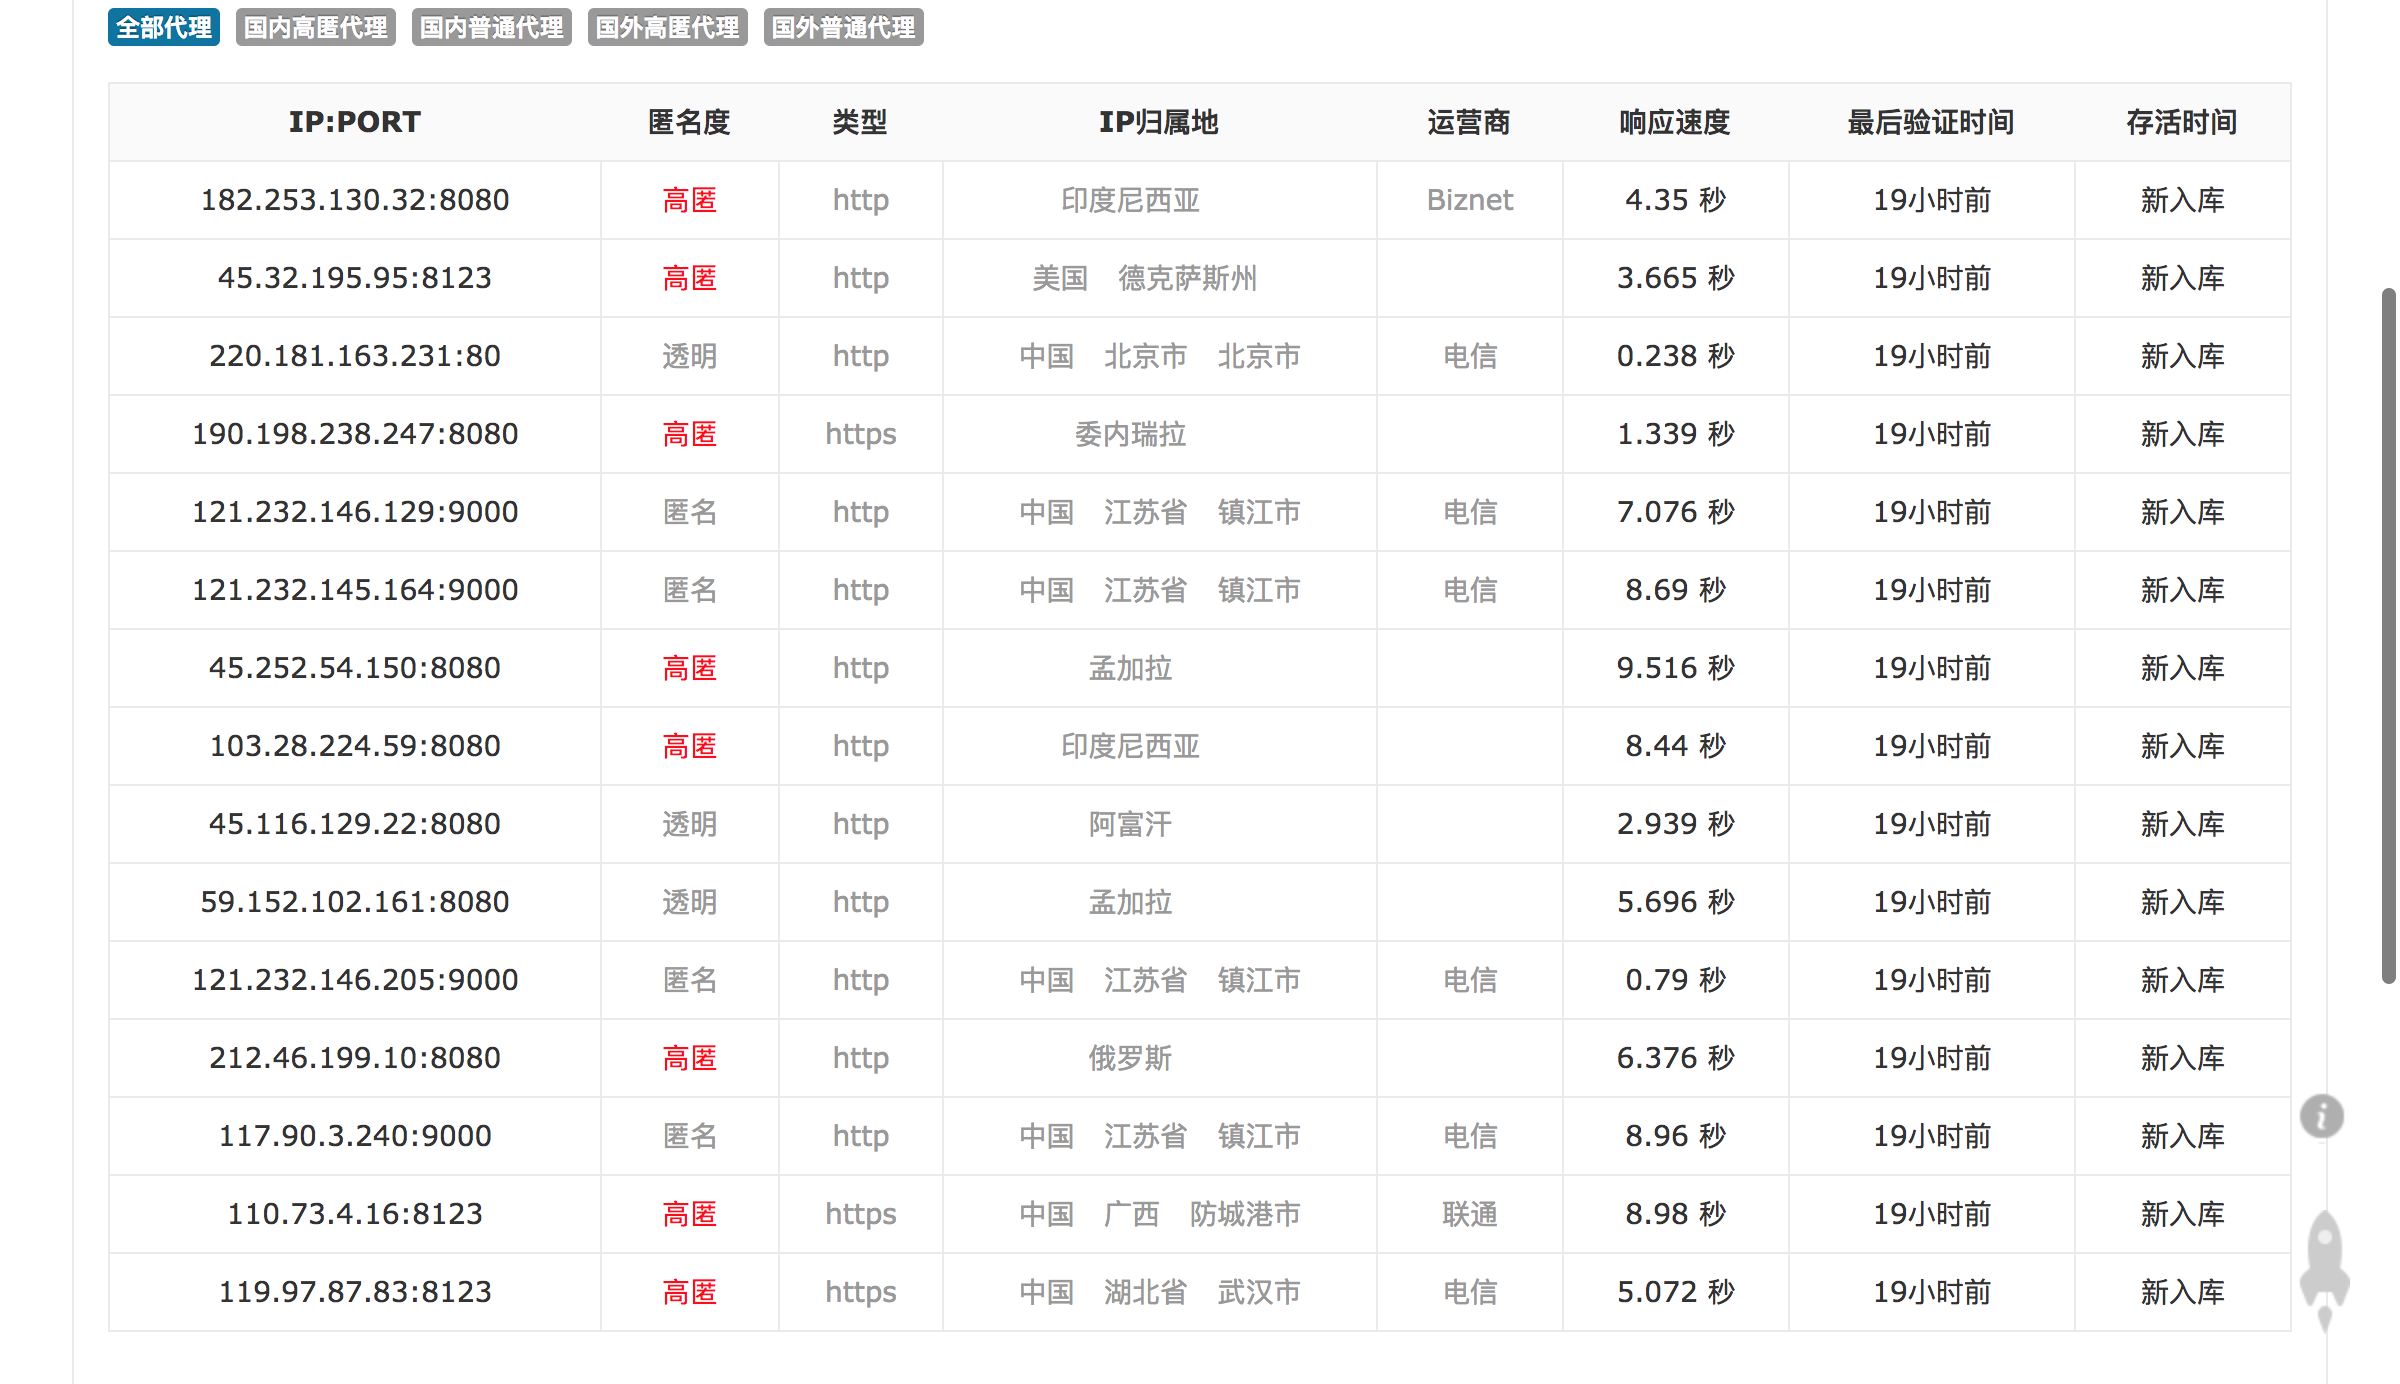 全部代理 国内高匿代理 国内普通代理 国外高匿代理 国外普通代理
IP:PORT 匿名度 类型 IP归属地 运营商 响应速度 最后验证时间 存活时间
182.253.130.32:8080 高匿 http 印度尼西亚 Biznet 4.35 秒 19小时前 新入库
45.32.195.95:8123 高匿 http 美国 德克萨斯州 3.665 秒 19小时前 新入库
220.181.163.231:80 透明 http 中国 北京市 北京市 电信 0.238 秒 19小时前 新入库
190.198.238.247:8080 高匿 https 委内瑞拉 1.339 秒 19小时前 新入库
121.232.146.129:9000 匿名 http 中国 江苏省 镇江市 电信 7.076 秒 19小时前 新入库
121.232.145.164:9000 匿名 http 中国 江苏省 镇江市 电信 8.69 秒 19小时前 新入库
45.252.54.150:8080 高匿 http 孟加拉 9.516 秒 19小时前 新入库
103.28.224.59:8080 高匿 http 印度尼西亚 8.44 秒 19小时前 新入库
45.116.129.22:8080 透明 http 阿富汗 2.939 秒 19小时前 新入库
59.152.102.161:8080 透明 http 孟加拉 5.696 秒 19小时前 新入库
121.232.146.205:9000 匿名 http 中国 江苏省 镇江市 电信 0.79 秒 19小时前 新入库
212.46.199.10:8080 高匿 http 俄罗斯 6.376 秒 19小时前 新入库
117.90.3.240:9000 匿名 http 中国 江苏省 镇江市 电信 8.96 秒 19小时前 新入库
110.73.4.16:8123 高匿 https 中国 广西 防城港市 联通 8.98 秒 19小时前 新入库
119.97.87.83:8123 高匿 https 中国 湖北省 武汉市 电信 5.072 秒 19小时前 新入库